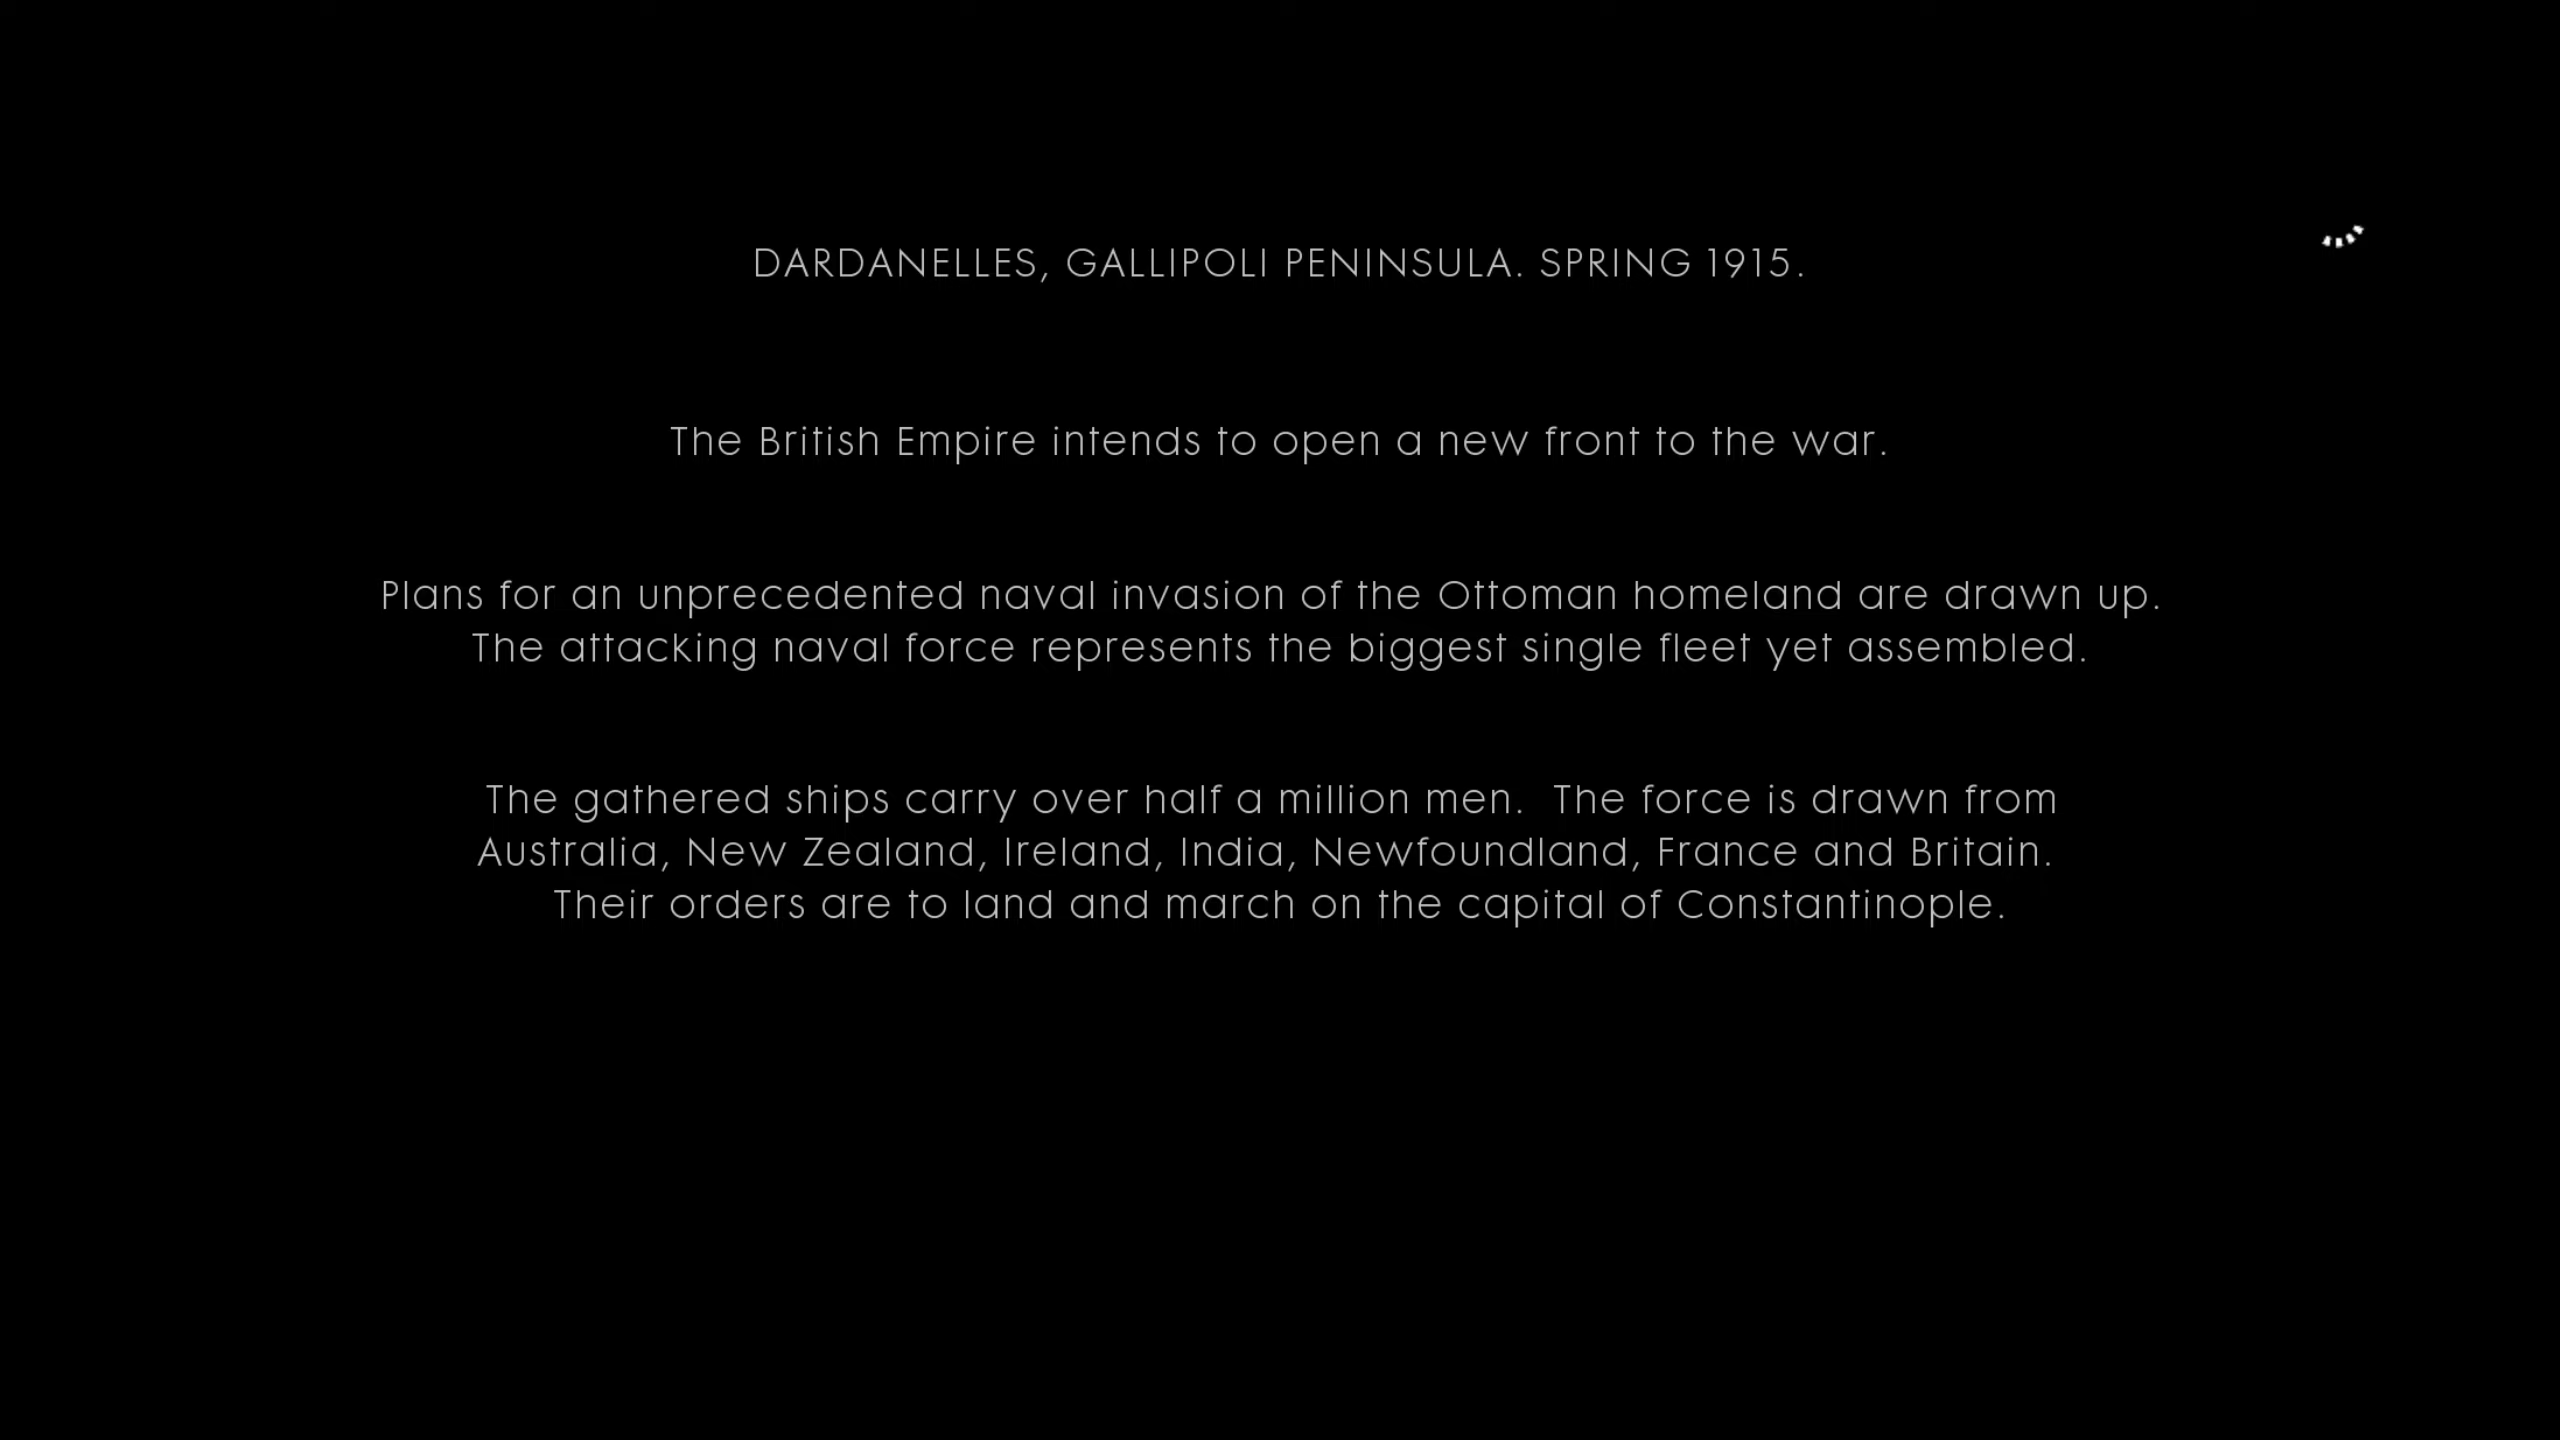 DARDANELLES, GALLIPOLI PENINSULA. SPRING 1915.
The British Empire intends to open a new front to the war.
Plans for an unprecedented naval invasion of the Ottoman homeland are drawn up.
The attacking naval force represents the biggest single fleet yet assembled.
The gathered ships carry over half a million men.  The force is drawn from
Australia, New Zealand, Ireland, India, Newfoundland, France and Britain.
Their orders are to land and march on the capital of Constantinople.